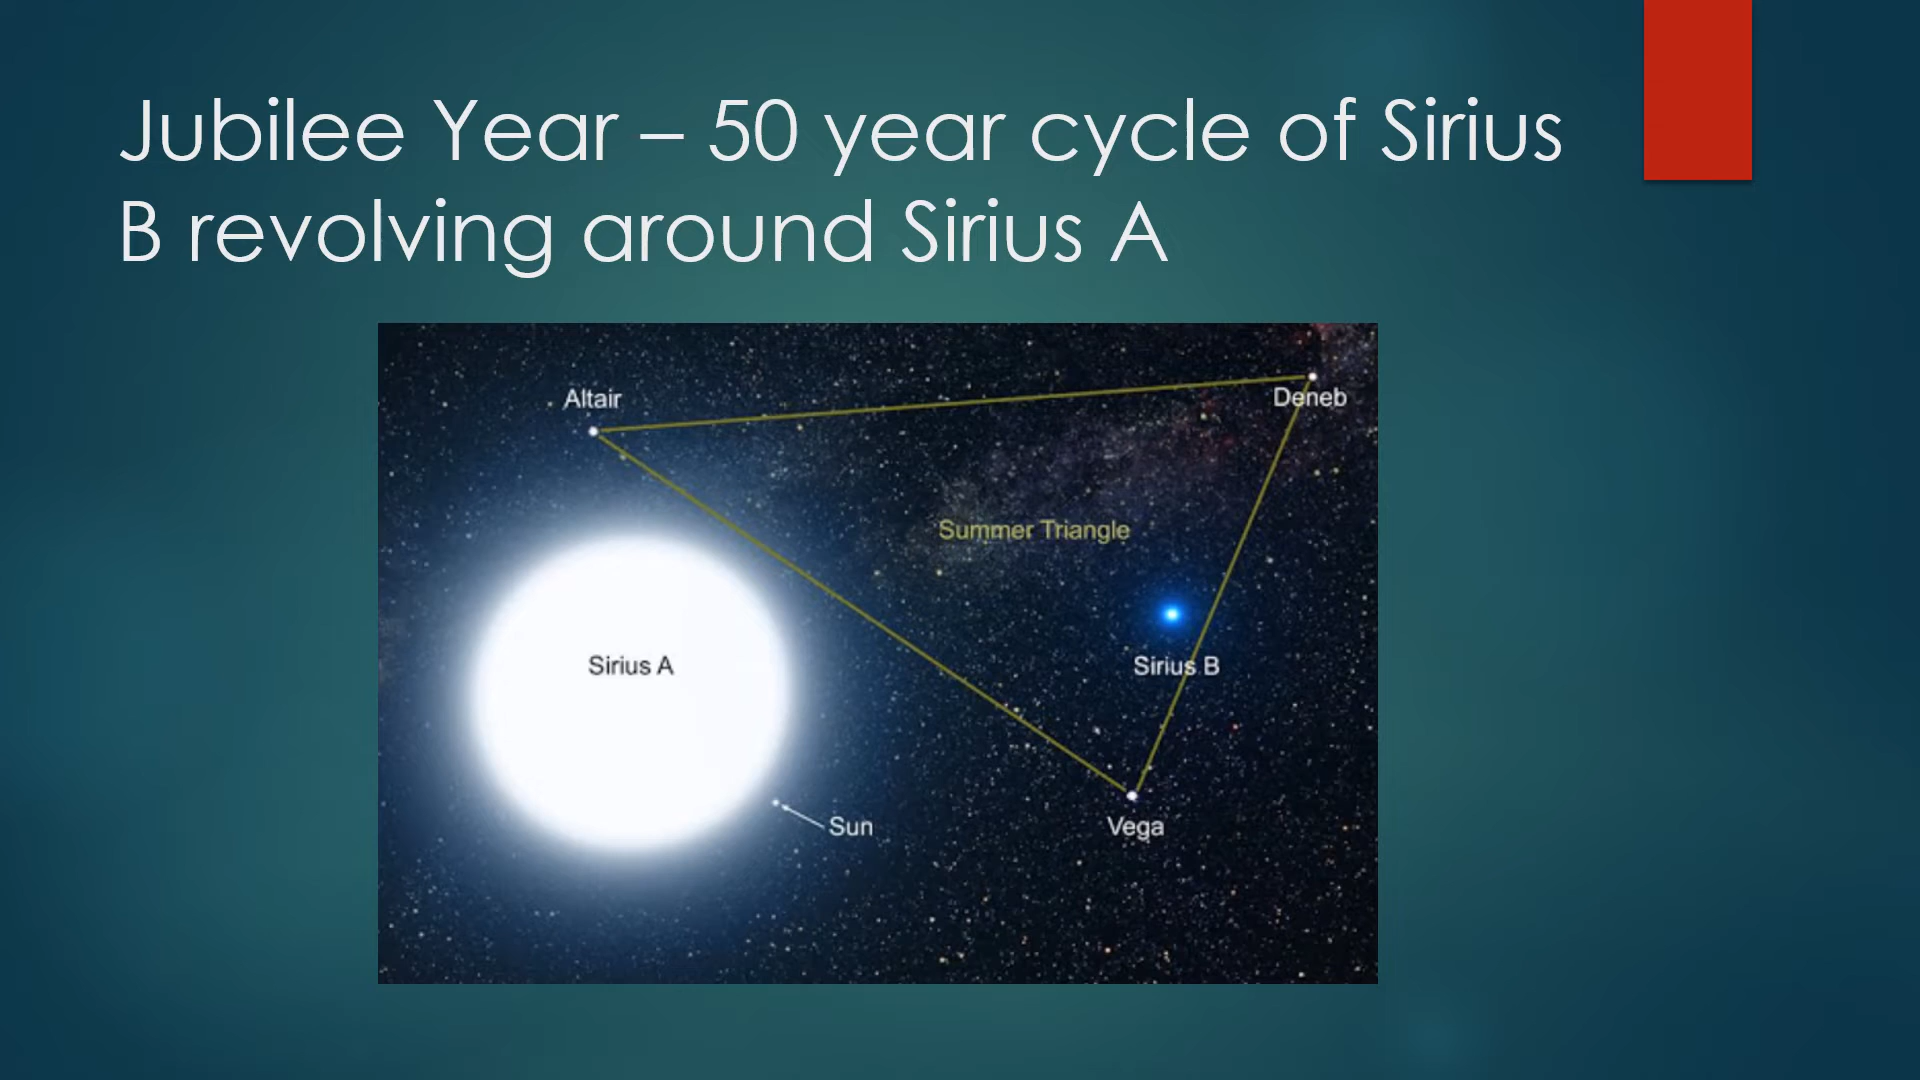 Jubilee Year – 50 year cycle of Sirius
B revolving around Sirius A
Altair
Deneb
Summer Triangle
Sirius A
Sirius B
Sun
Vega